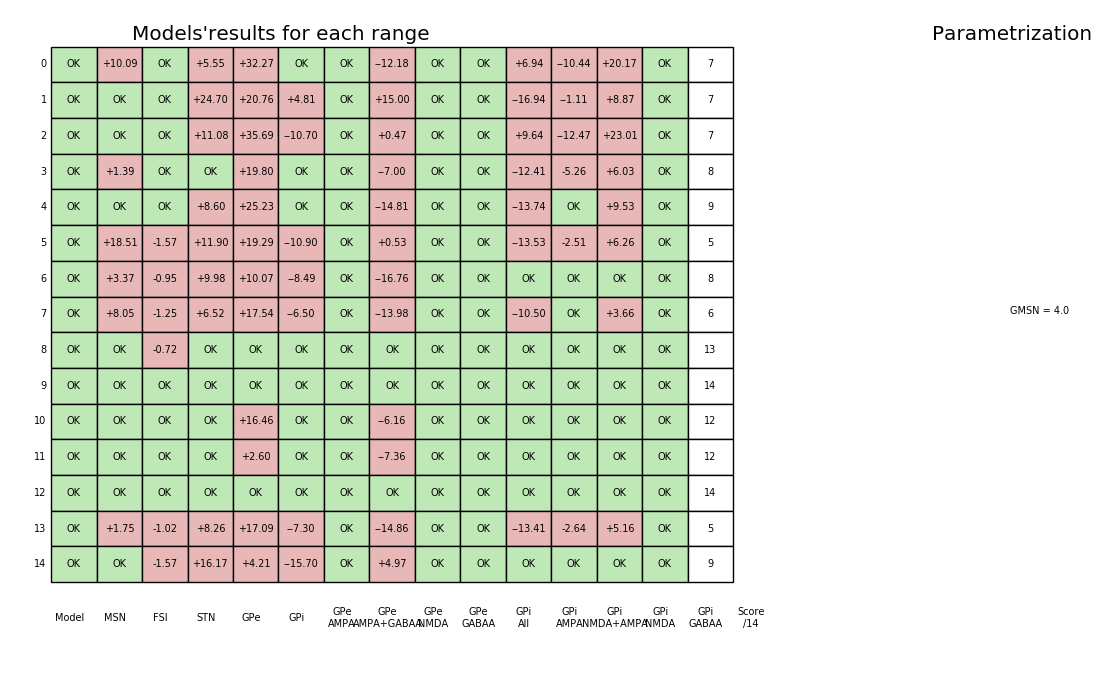 Models'results for each range
Parametrization
0 OK +10.09 OK +5.55 +32.27 OK OK −12.18 OK OK +6.94 −10.44 +20.17 OK 7
1 OK OK OK +24.70 +20.76 +4.81 OK +15.00 OK OK −16.94 −1.11 +8.87 OK 7
2 OK OK OK +11.08 +35.69 −10.70 OK +0.47 OK OK +9.64 −12.47 +23.01 OK 7
3 OK +1.39 OK OK +19.80 OK OK −7.00 OK OK −12.41 -5.26 +6.03 OK 8
4 OK OK OK +8.60 +25.23 OK OK −14.81 OK OK −13.74 OK +9.53 OK 9
5 OK +18.51 -1.57 +11.90 +19.29 −10.90 OK +0.53 OK OK −13.53 -2.51 +6.26 OK 5
6 OK +3.37 -0.95 +9.98 +10.07 −8.49 OK −16.76 OK OK OK OK OK OK 8
7 OK +8.05 -1.25 +6.52 +17.54 −6.50 OK −13.98 OK OK −10.50 OK +3.66 OK 6
GMSN = 4.0
8 OK OK -0.72 OK OK OK OK OK OK OK OK OK OK OK 13
9 OK OK OK OK OK OK OK OK OK OK OK OK OK OK 14
10 OK OK OK OK +16.46 OK OK −6.16 OK OK OK OK OK OK 12
11 OK OK OK OK +2.60 OK OK −7.36 OK OK OK OK OK OK 12
12 OK OK OK OK OK OK OK OK OK OK OK OK OK OK 14
13 OK +1.75 -1.02 +8.26 +17.09 −7.30 OK −14.86 OK OK −13.41 -2.64 +5.16 OK 5
14 OK OK -1.57 +16.17 +4.21 −15.70 OK +4.97 OK OK OK OK OK OK 9
Model MSN FSI STN GPe GPi GPe GPe GPe GPe GPi GPi GPi GPi GPi Score
AMPA AMPA+GABAA NMDA GABAA All AMPA NMDA+AMPA NMDA GABAA /14